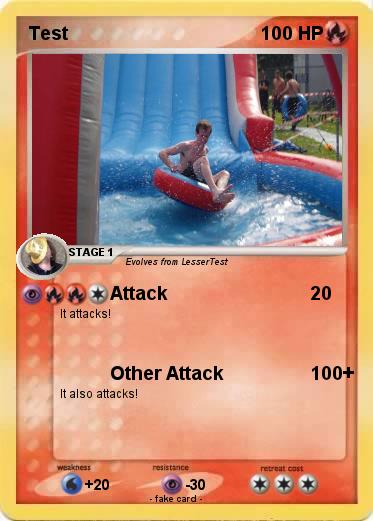 Test 100 HP
STAGE 1
Evolves from LesserTest
Attack 20
It attacks!
Other Attack 100+
It also attacks!
weakness resistance retreat cost
+20 -30
- fake card -